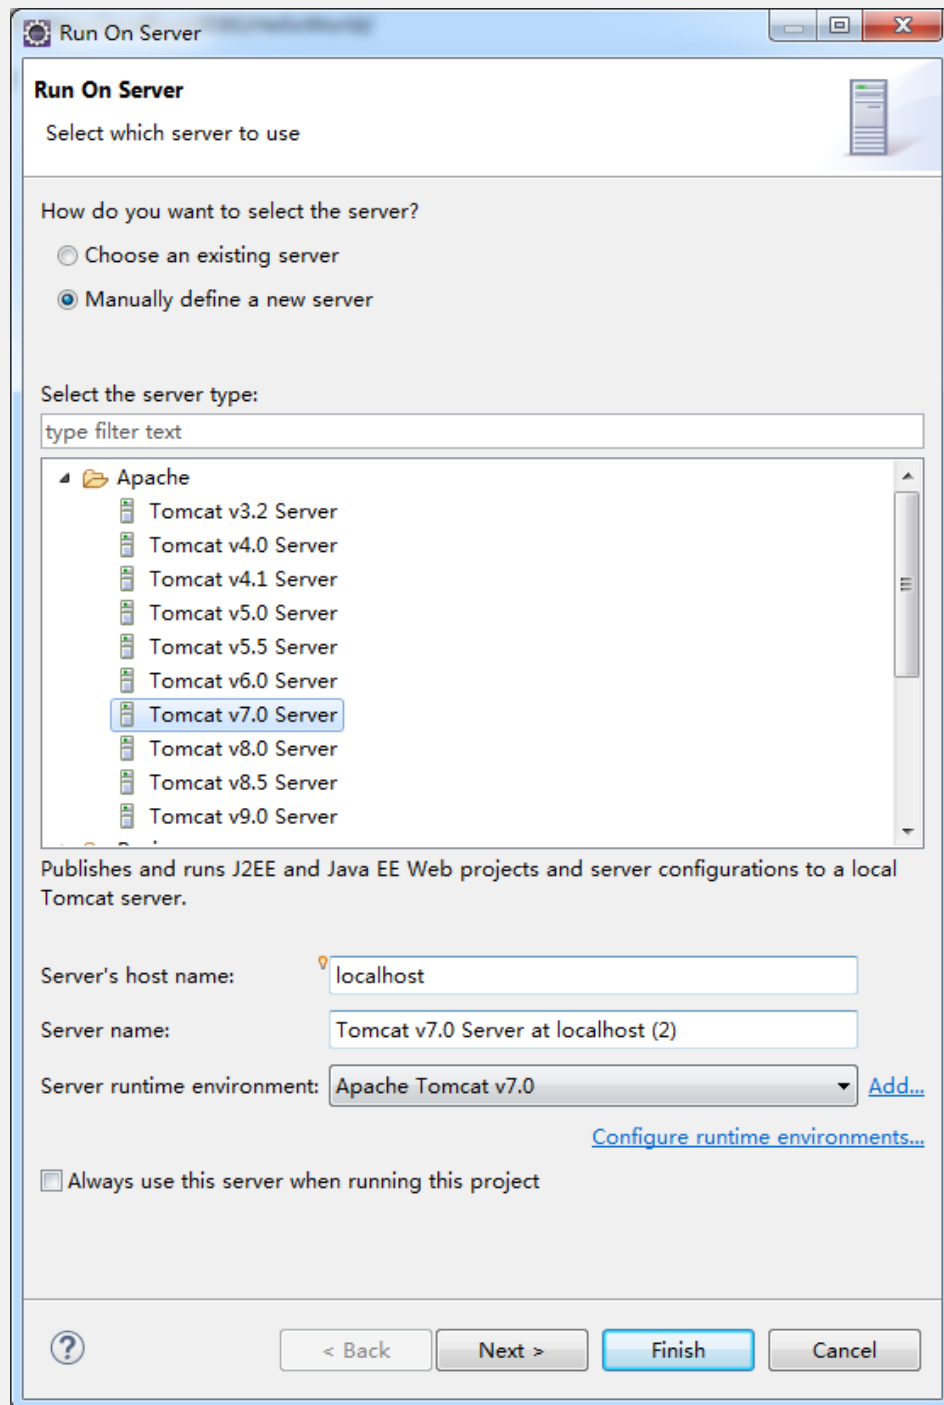 Run On Server
Run On Server
Select which server to use
How do you want to select the server?
Choose an existing server
Manually define a new server
Select the server type:
type filter text
Apache
Tomcat v3.2 Server
Tomcat v4.0 Server
Tomcat v4.1 Server
Tomcat v5.0 Server
Tomcat v5.5 Server
Tomcat v6.0 Server
Tomcat v7.0 Server
Tomcat v8.0 Server
Tomcat v8.5 Server
Tomcat v9.0 Server
Publishes and runs J2EE and Java EE Web projects and server configurations to a local
Tomcat server.
Server's host name: localhost
Server name: Tomcat v7.0 Server at localhost (2)
Server runtime environment: Apache Tomcat v7.0 Add...
Configure runtime environments...
Always use this server when running this project
? < Back Next > Finish Cancel